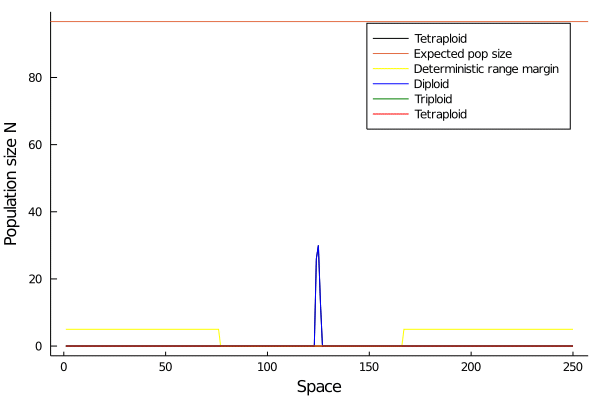 Tetraploid
Expected pop size
Deterministic range margin
Diploid
Triploid
Tetraploid
Population size N
80
60
40
20
0
0 50 100 150 200 250
Space